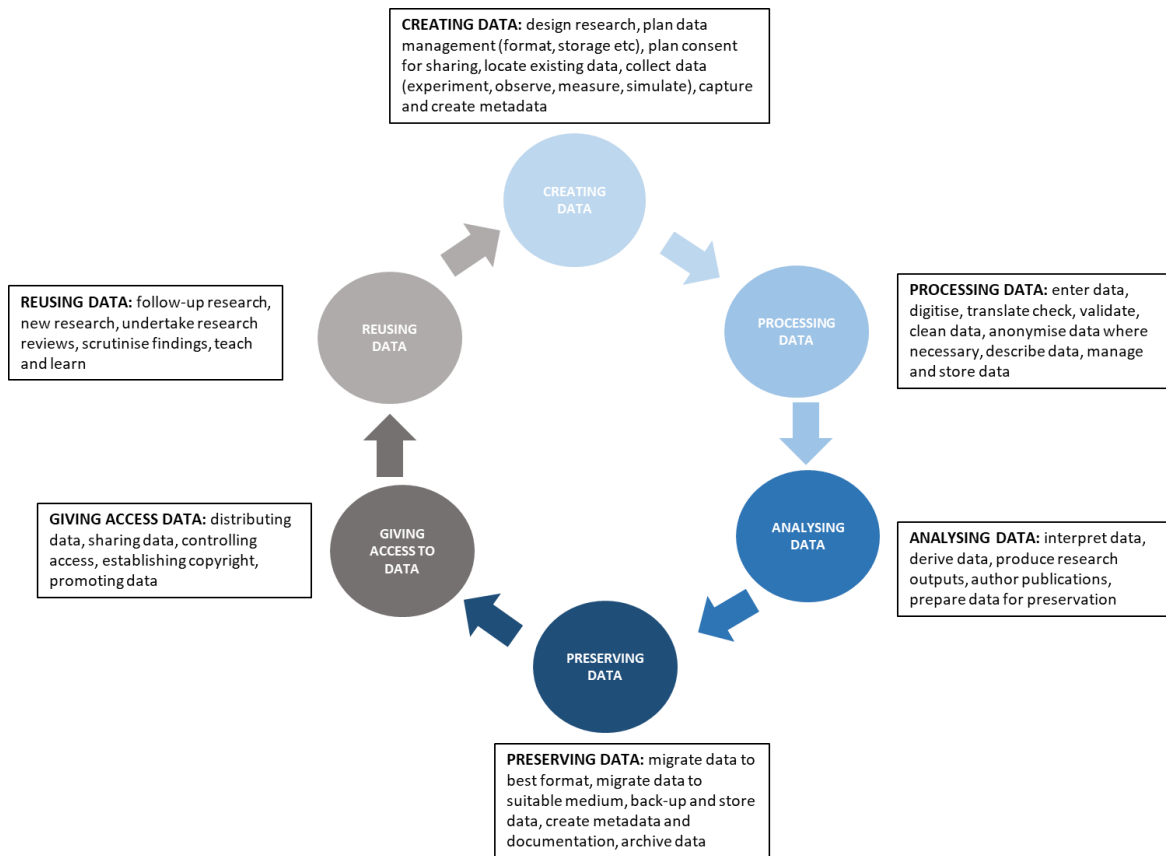 CREATING DATA: design research, plan data
management (format, storage etc), plan consent
for sharing, locate existing data, collect data
(experiment, observe, measure, simulate), capture
and create metadata
CREATING
DATA
PROCESSING
DATA
PROCESSING DATA: enter data,
digitise, translate check, validate,
clean data, anonymise data where
necessary, describe data, manage
and store data
ANALYSING
DATA
ANALYSING DATA: interpret data,
derive data, produce research
outputs, author publications,
prepare data for preservation
PRESERVING
DATA
PRESERVING DATA: migrate data to
best format, migrate data to
suitable medium, back-up and store
data, create metadata and
documentation, archive data
GIVING
ACCESS TO
DATA
GIVING ACCESS DATA: distributing
data, sharing data, controlling
access, establishing copyright,
promoting data
REUSING
DATA
REUSING DATA: follow-up research,
new research, undertake research
reviews, scrutinise findings, teach
and learn